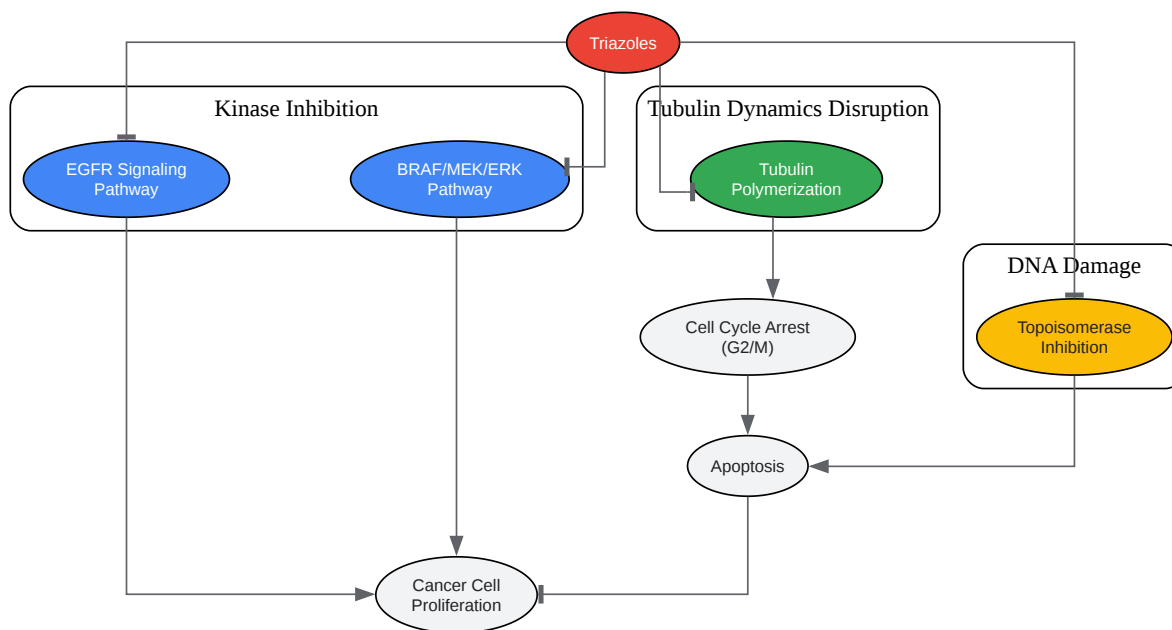 Triazoles
Kinase Inhibition
Tubulin Dynamics Disruption
EGFR Signaling
Pathway
BRAF/MEK/ERK
Pathway
Tubulin
Polymerization
DNA Damage
Cell Cycle Arrest
(G2/M)
Topoisomerase
Inhibition
Apoptosis
Cancer Cell
Proliferation